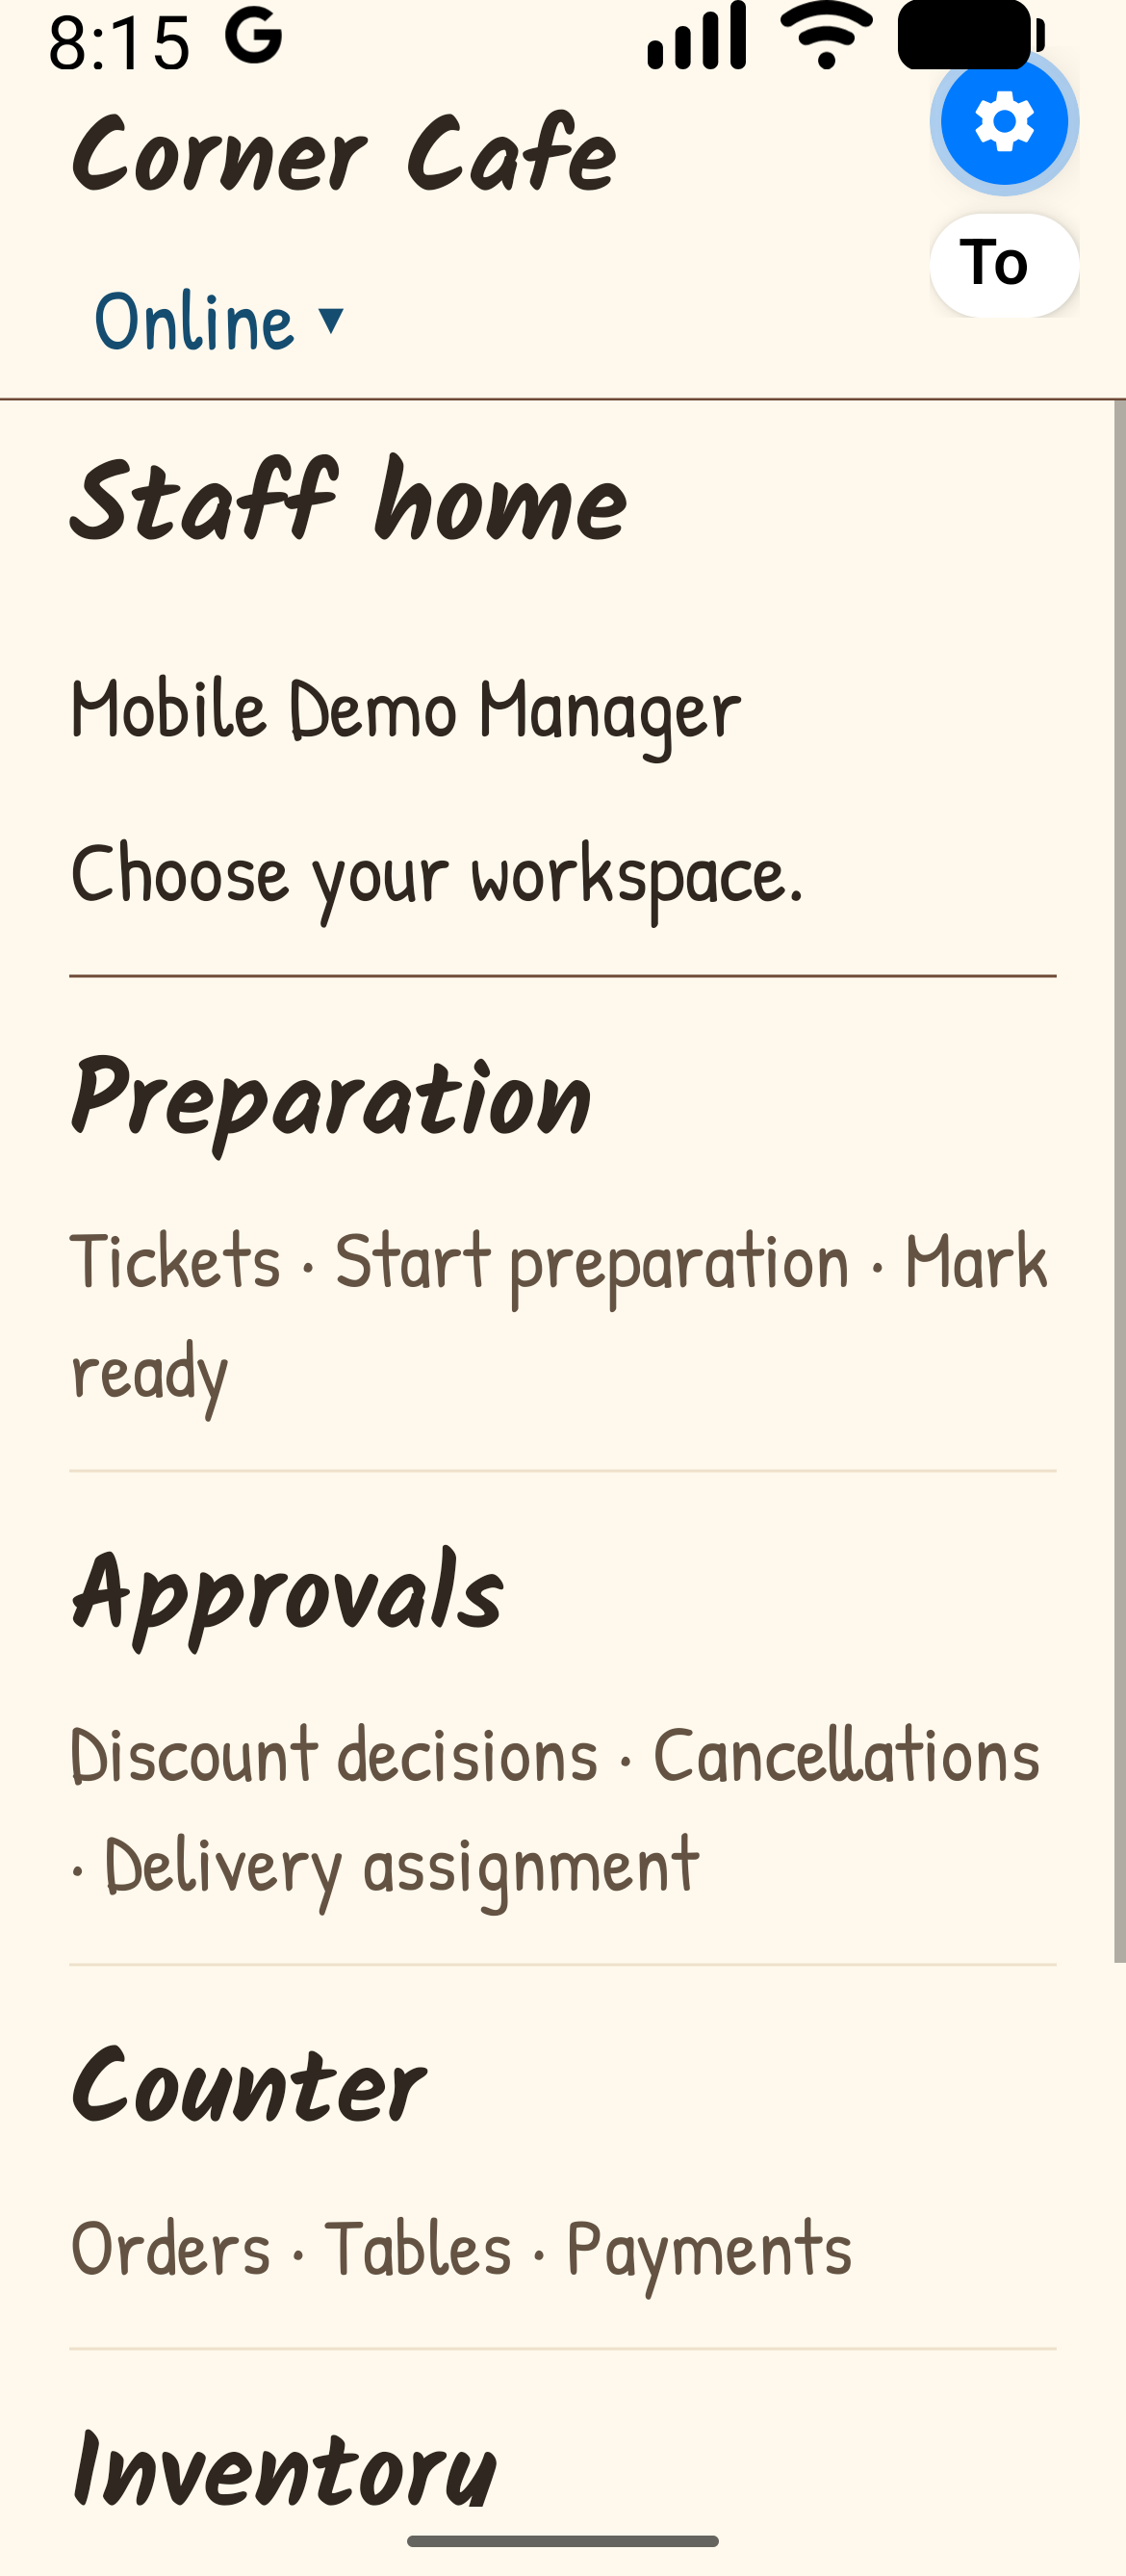 8:15 G
Corner Cafe
To
Online ▼
Staff home
Mobile Demo Manager
Choose your workspace.
Preparation
Tickets · Start preparation · Mark
ready
Approvals
Discount decisions · Cancellations
· Delivery assignment
Counter
Orders · Tables · Payments
Inventory